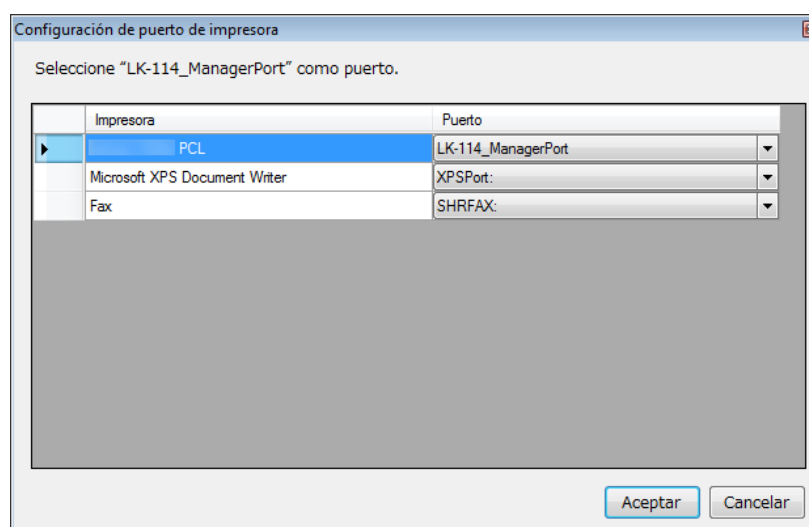 Configuración de puerto de impresora
Seleccione “LK-114_ManagerPort” como puerto.
Impresora Puerto
PCL LK-114_ManagerPort
Microsoft XPS Document Writer XPSPort:
Fax SHRFAX:
Aceptar Cancelar